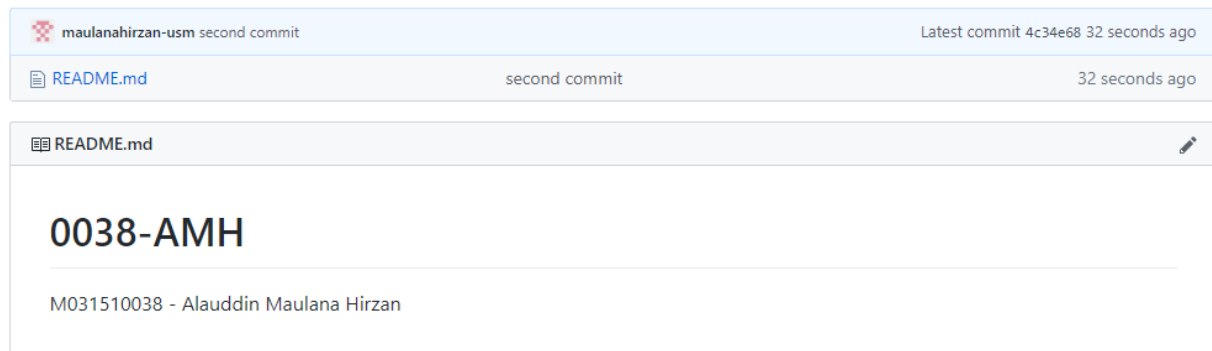 maulanahirzan-usm second commit Latest commit 4c34e68 32 seconds ago
README.md second commit 32 seconds ago
README.md
0038-AMH
M031510038 - Alauddin Maulana Hirzan